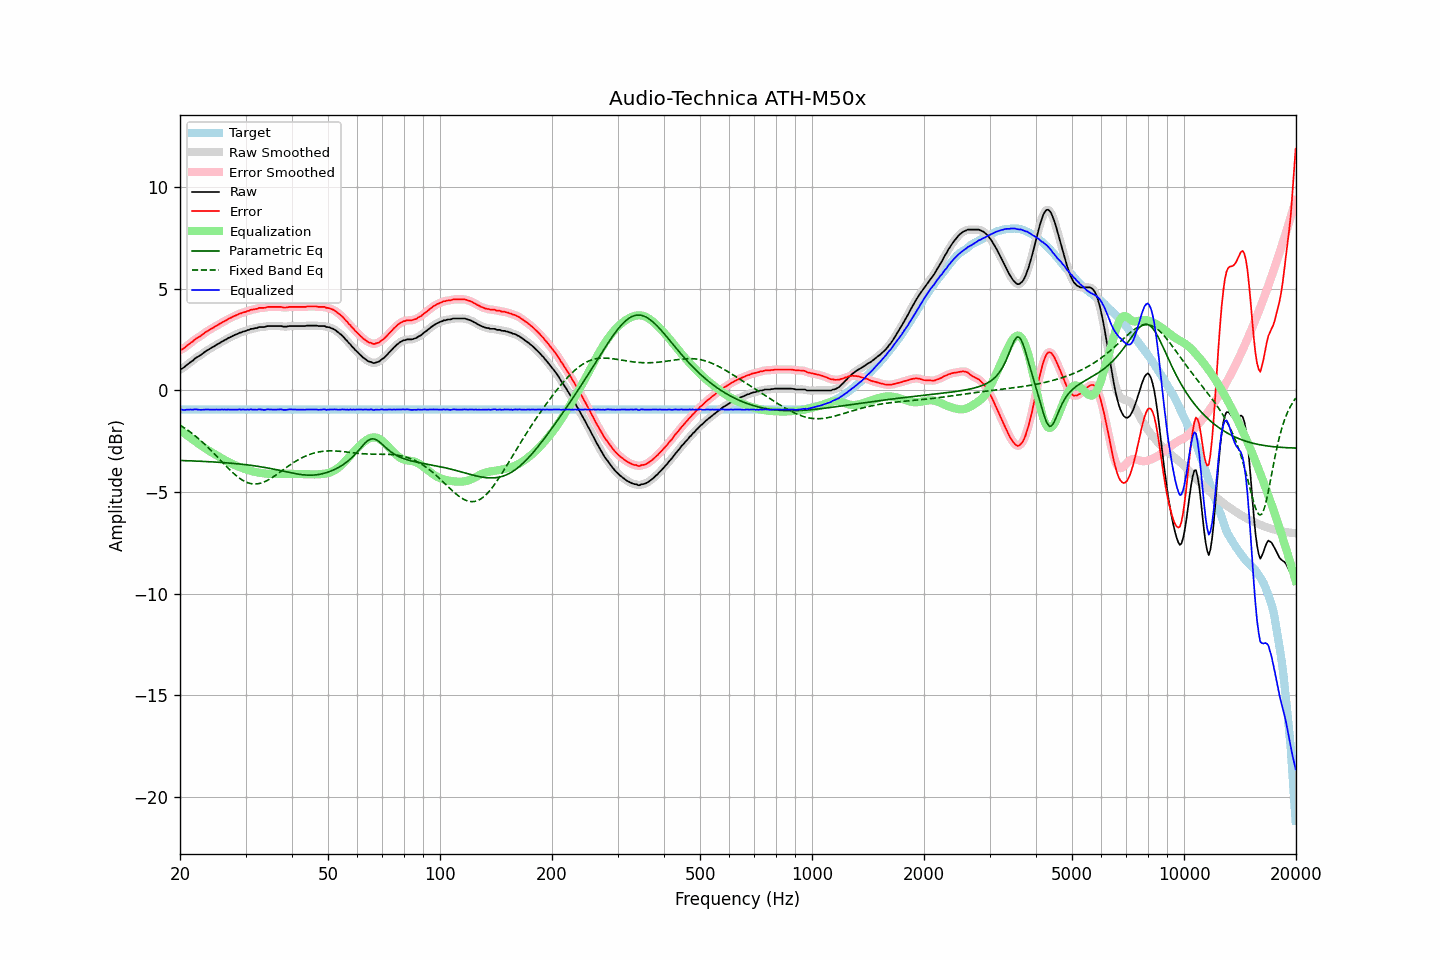 Audio-Technica ATH-M50x
Target
Raw Smoothed
Error Smoothed
Raw
Error
Equalization
Parametric Eq
Fixed Band Eq
Equalized
Amplitude (dBr)
10
5
0
−5
−10
−15
−20
20 50 100 200 500 1000 2000 5000 10000 20000
Frequency (Hz)